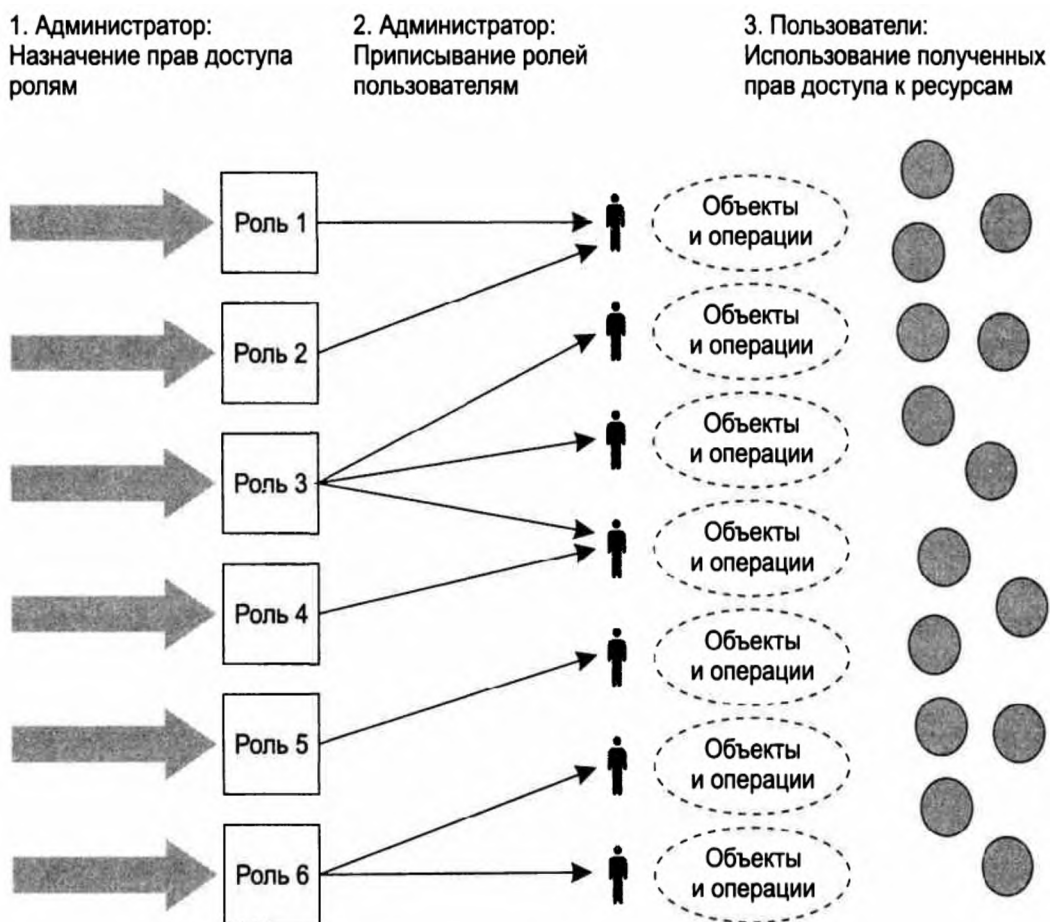 1. Администратор:
Назначение прав доступа
ролям
2. Администратор:
Приписывание ролей
пользователям
3. Пользователи:
Использование полученных
прав доступа к ресурсам
Роль 1
Объекты
и операции
Роль 2
Объекты
и операции
Роль 3
Объекты
и операции
Роль 4
Объекты
и операции
Роль 5
Объекты
и операции
Объекты
и операции
Роль 6
Объекты
и операции